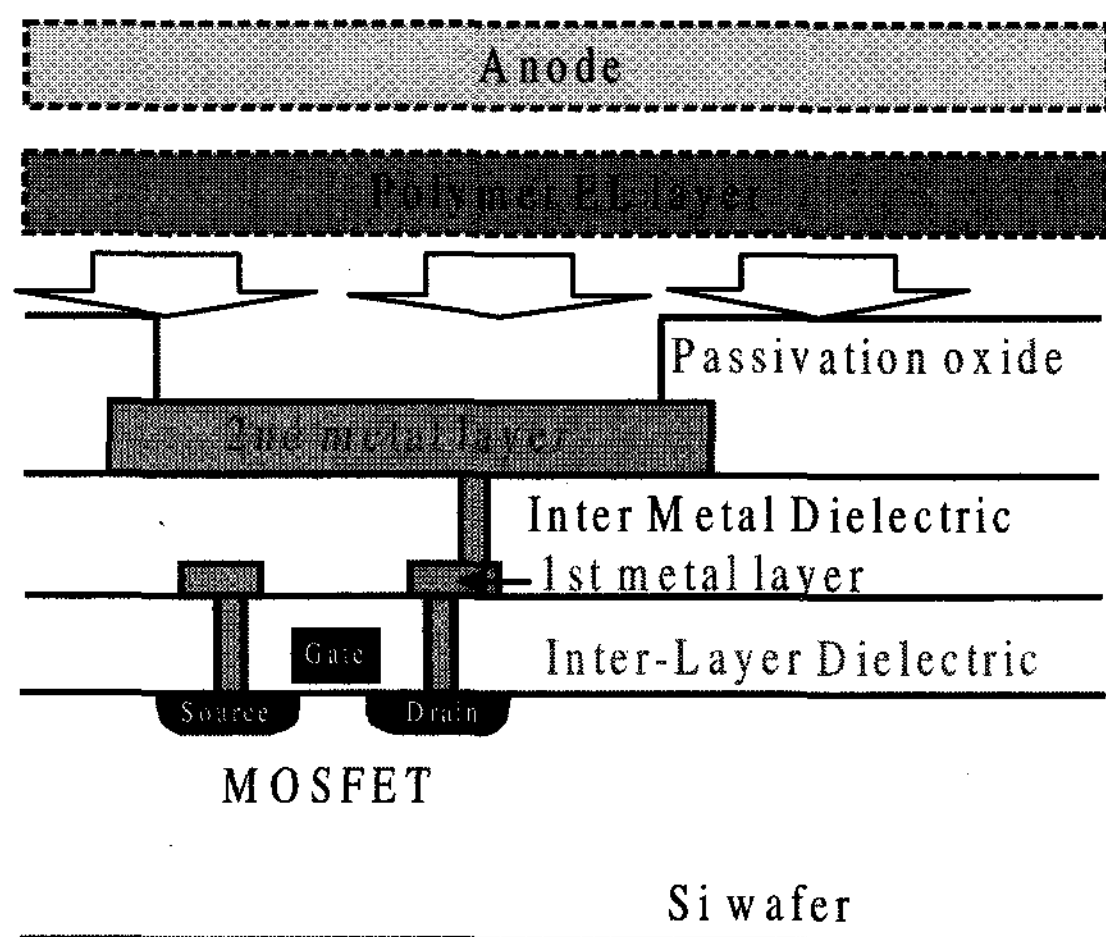 Anode
Polymer EL layer
Passivation oxide
2nd metal layer
Inter Metal Dielectric
1st metal layer
Gate
Inter-Layer Dielectric
Source
Drain
MOSFET
Si wafer